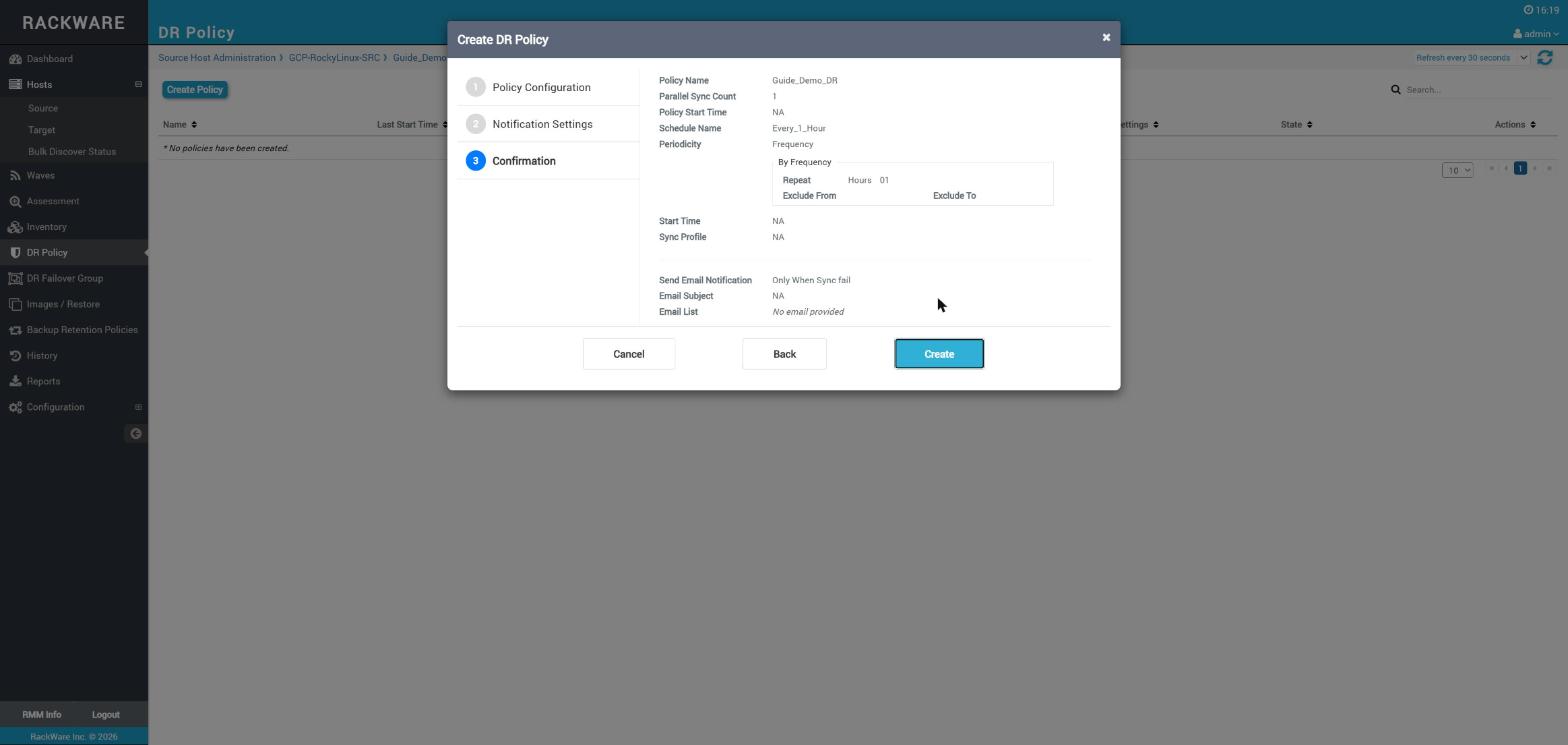 RACKWARE
DR Policy
16:19
admin
Source Host Administration › GCP-RockyLinux-SRC › Guide_Demo
Refresh every 30 seconds
Create Policy
Search...
Name
Last Start Time
ettings
State
Actions
* No policies have been created.
10
« ‹ 1 › »
Dashboard
Hosts
Source
Target
Bulk Discover Status
Waves
Assessment
Inventory
DR Policy
DR Failover Group
Images / Restore
Backup Retention Policies
History
Reports
Configuration
RMM Info Logout
RackWare Inc. © 2026
Create DR Policy
×
1 Policy Configuration
2 Notification Settings
3 Confirmation
Policy Name Guide_Demo_DR
Parallel Sync Count 1
Policy Start Time NA
Schedule Name Every_1_Hour
Periodicity Frequency
By Frequency
Repeat Hours 01
Exclude From Exclude To
Start Time NA
Sync Profile NA
Send Email Notification Only When Sync fail
Email Subject NA
Email List No email provided
Cancel Back Create